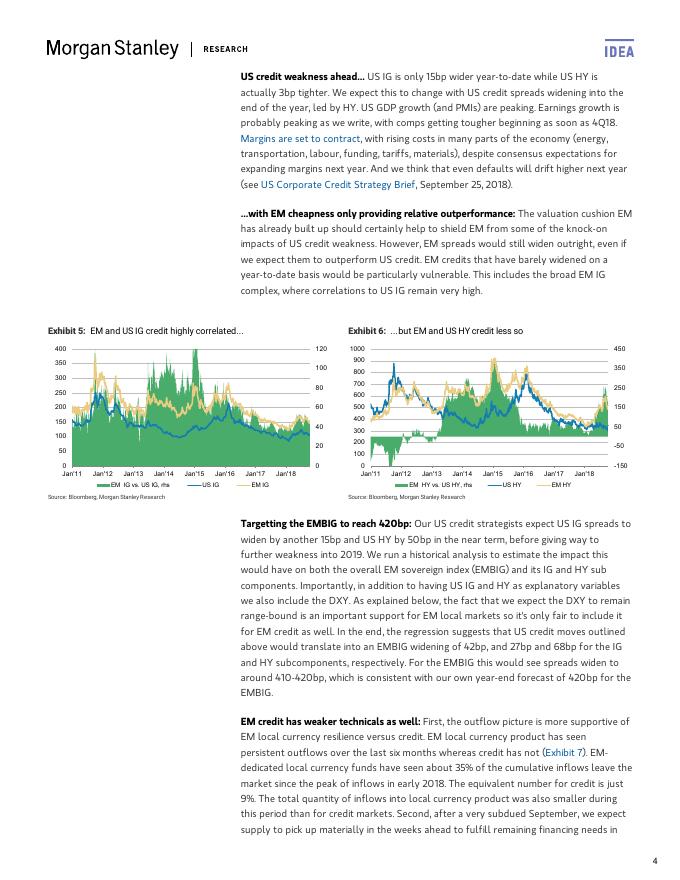 Morgan Stanley | RESEARCH
IDEA
US credit weakness ahead... US IG is only 15bp wider year-to-date while US HY is
actually 3bp tighter. We expect this to change with US credit spreads widening into the
end of the year, led by HY. US GDP growth (and PMIs) are peaking. Earnings growth is
probably peaking as we write, with comps getting tougher beginning as soon as 4Q18.
Margins are set to contract, with rising costs in many parts of the economy (energy,
transportation, labour, funding, tariffs, materials), despite consensus expectations for
expanding margins next year. And we think that even defaults will drift higher next year
(see US Corporate Credit Strategy Brief, September 25, 2018).
...with EM cheapness only providing relative outperformance: The valuation cushion EM
has already built up should certainly help to shield EM from some of the knock-on
impacts of US credit weakness. However, EM spreads would still widen outright, even if
we expect them to outperform US credit. EM credits that have barely widened on a
year-to-date basis would be particularly vulnerable. This includes the broad EM IG
complex, where correlations to US IG remain very high.
Exhibit 5: EM and US IG credit highly correlated...
400
350
300
250
200
150
100
50
0
120
100
80
60
40
20
0
Jan'11 Jan'12 Jan'13 Jan'14 Jan'15 Jan'16 Jan'17 Jan'18
EM IG vs. US IG, rhs US IG EM IG
Source: Bloomberg, Morgan Stanley Research
Exhibit 6: ...but EM and US HY credit less so
1000
900
800
700
600
500
400
300
200
100
0
450
350
250
150
50
-50
-150
Jan'11 Jan'12 Jan'13 Jan'14 Jan'15 Jan'16 Jan'17 Jan'18
EM HY vs. US HY, rhs US HY EM HY
Source: Bloomberg, Morgan Stanley Research
Targetting the EMBIG to reach 420bp: Our US credit strategists expect US IG spreads to
widen by another 15bp and US HY by 50bp in the near term, before giving way to
further weakness into 2019. We run a historical analysis to estimate the impact this
would have on both the overall EM sovereign index (EMBIG) and its IG and HY sub
components. Importantly, in addition to having US IG and HY as explanatory variables
we also include the DXY. As explained below, the fact that we expect the DXY to remain
range-bound is an important support for EM local markets so it's only fair to include it
for EM credit as well. In the end, the regression suggests that US credit moves outlined
above would translate into an EMBIG widening of 42bp, and 27bp and 68bp for the IG
and HY subcomponents, respectively. For the EMBIG this would see spreads widen to
around 410-420bp, which is consistent with our own year-end forecast of 420bp for the
EMBIG.
EM credit has weaker technicals as well: First, the outflow picture is more supportive of
EM local currency resilience versus credit. EM local currency product has seen
persistent outflows over the last six months whereas credit has not (Exhibit 7). EM-
dedicated local currency funds have seen about 35% of the cumulative inflows leave the
market since the peak of inflows in early 2018. The equivalent number for credit is just
9%. The total quantity of inflows into local currency product was also smaller during
this period than for credit markets. Second, after a very subdued September, we expect
supply to pick up materially in the weeks ahead to fulfill remaining financing needs in
4